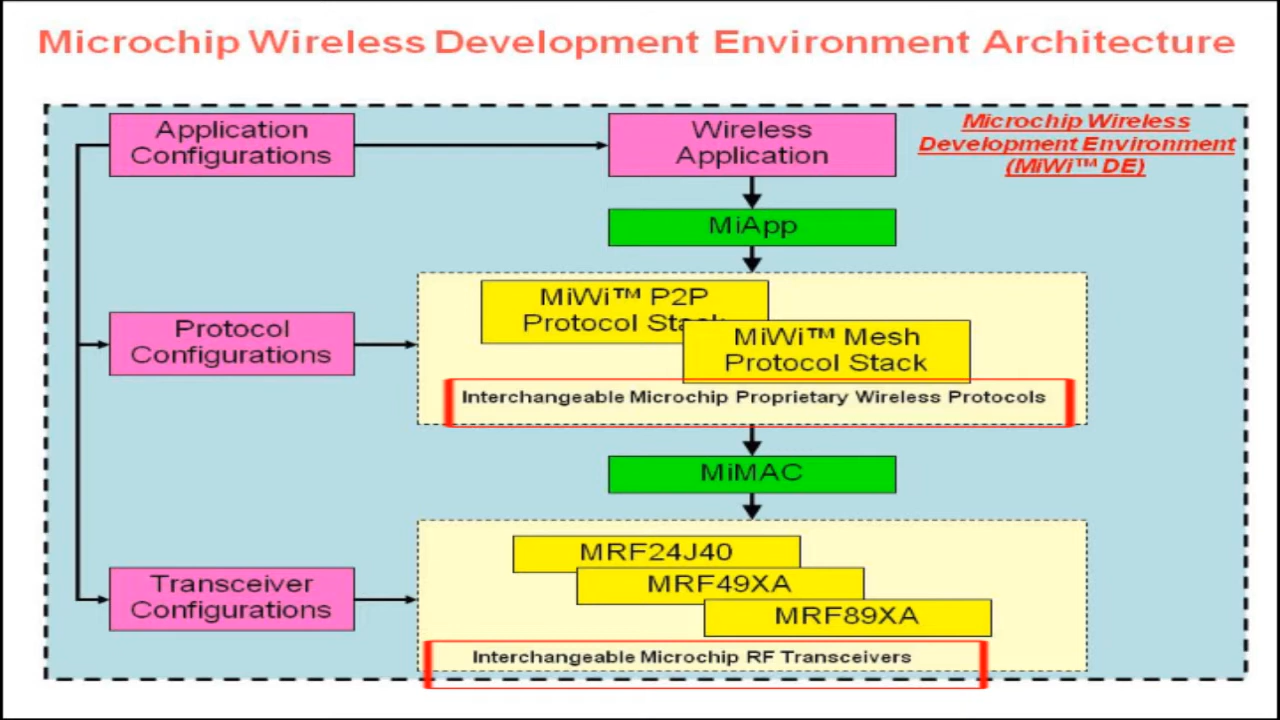 Microchip Wireless Development Environment Architecture
Application
Configurations
Wireless
Application
Microchip Wireless
Development Environment
(MiWi™ DE)
MiApp
MiWi™ P2P
Protocol Stack
MiWi™ Mesh
Protocol Stack
Protocol
Configurations
Interchangeable Microchip Proprietary Wireless Protocols
MiMAC
MRF24J40
MRF49XA
MRF89XA
Transceiver
Configurations
Interchangeable Microchip RF Transceivers